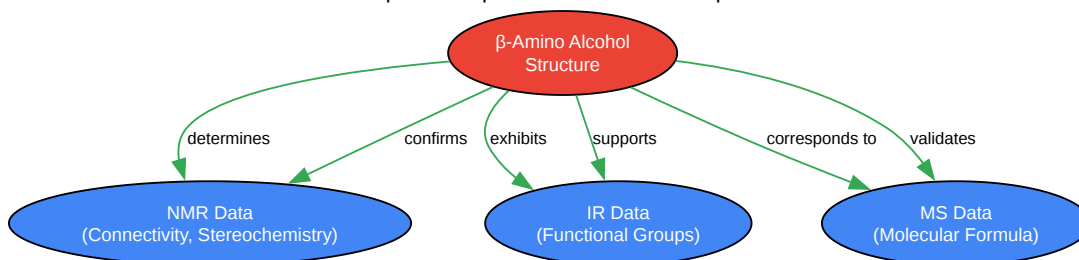 β-Amino Alcohol
Structure
determines
confirms
exhibits
supports
corresponds to
validates
NMR Data
(Connectivity, Stereochemistry)
IR Data
(Functional Groups)
MS Data
(Molecular Formula)